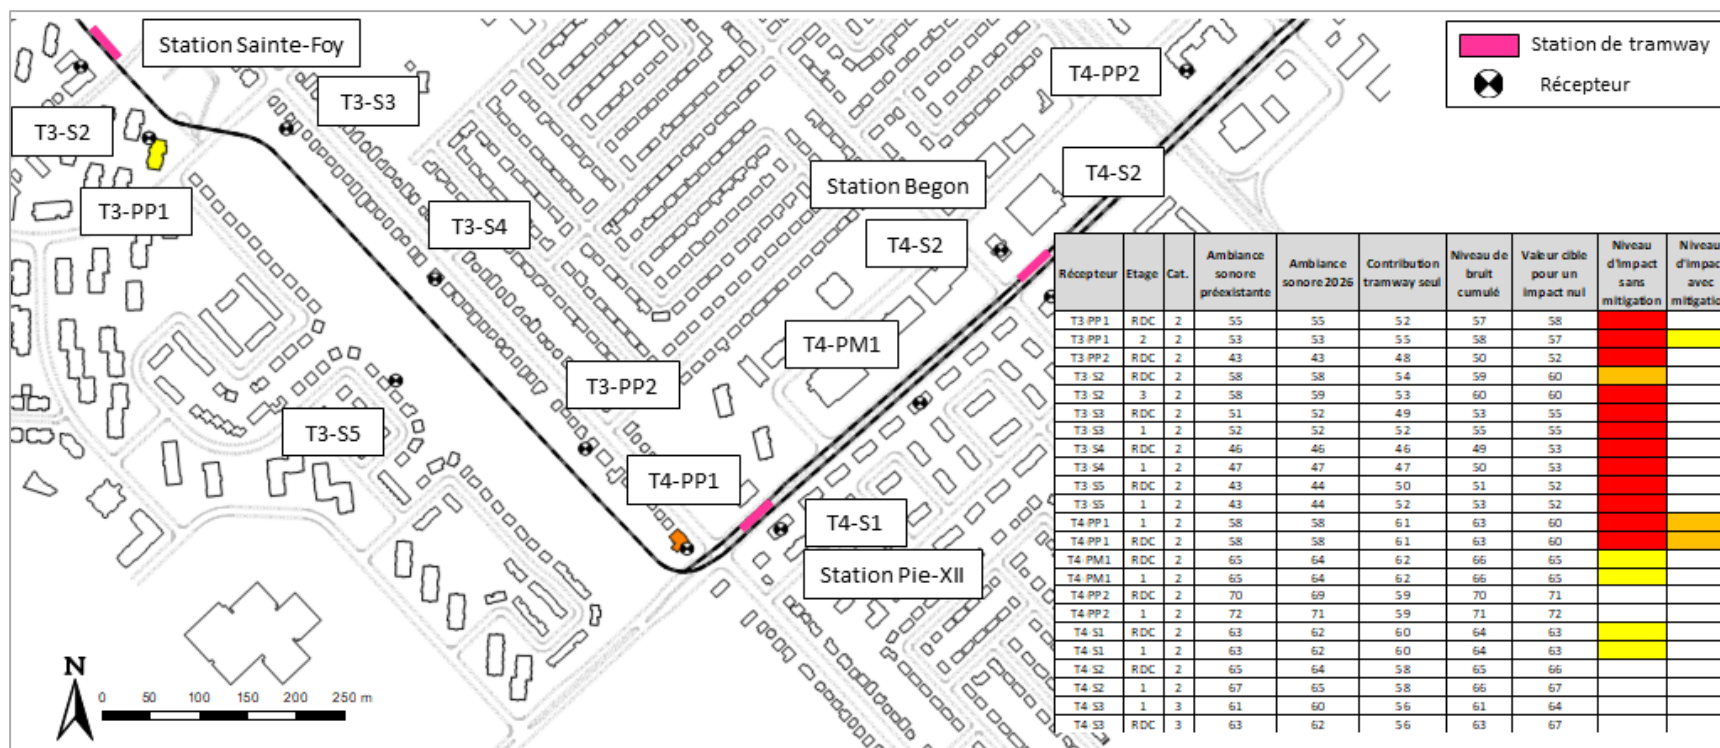 Station Sainte-Foy
T3-S3
T3-S2
T3-PP1
T3-S4
T3-S5
T3-PP2
T4-PP1
T4-S1
Station Pie-XII
T4-PM1
T4-S2
Station Begon
T4-S2
T4-PP2
Station de tramway
Récepteur
N
0 50 100 150 200 250 m
Récepteur Etage Cat. Ambiance sonore préexistante Ambiance sonore 2026 Contribution tramway seul Niveau de bruit cumulé Valeur cible pour un impact nul Niveau d'impact sans mitigation Niveau d'impac avec mitigatio
T3-PP1 RDC 2 55 55 52 57 58
T3-PP1 2 2 53 53 55 58 57
T3-PP2 RDC 2 43 43 48 50 52
T3-S2 RDC 2 58 58 54 59 60
T3-S2 3 2 58 59 53 60 60
T3-S3 RDC 2 51 52 49 53 55
T3-S3 1 2 52 52 52 55 55
T3-S4 RDC 2 46 46 46 49 53
T3-S4 1 2 47 47 47 50 53
T3-S5 RDC 2 43 44 50 51 52
T3-S5 1 2 43 44 52 53 52
T4-PP1 1 2 58 58 61 63 60
T4-PP1 RDC 2 58 58 61 63 60
T4-PM1 RDC 2 65 64 62 66 65
T4-PM1 1 2 65 64 62 66 65
T4-PP2 RDC 2 70 69 59 70 71
T4-PP2 1 2 72 71 59 71 72
T4-S1 RDC 2 63 62 60 64 63
T4-S1 1 2 63 62 60 64 63
T4-S2 RDC 2 65 64 58 65 66
T4-S2 1 2 67 65 58 66 67
T4-S3 1 3 61 60 56 61 64
T4-S3 RDC 3 63 62 56 63 67